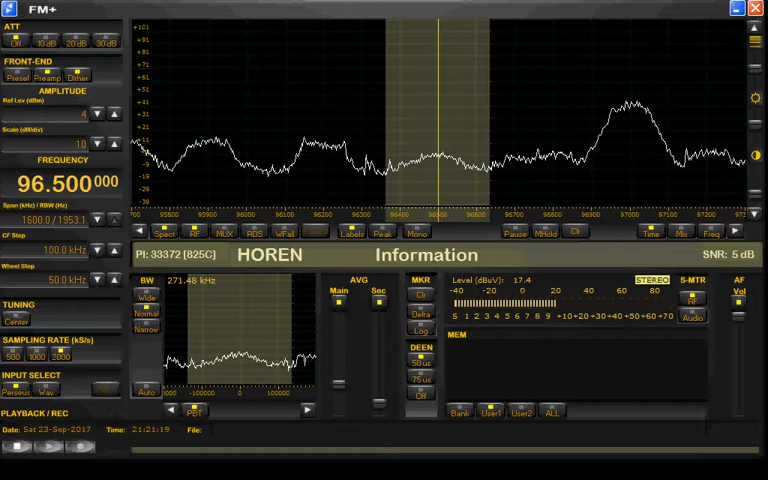 FM+
ATT
Off 10 dB 20 dB 30 dB
FRONT-END
Presel Preamp Dither
AMPLITUDE
Ref Lev (dBm)
4
Scale (dB/div)
10
FREQUENCY
96.500000
Span (kHz) / RBW (Hz)
1600.0 / 1953.1
CF Step
100.0 kHz
Wheel Step
50.0 kHz
TUNING
Center
SAMPLING RATE (kS/s)
500 1000 2000
INPUT SELECT
Perseus Wav
PLAYBACK / REC
+101
+91
+81
+71
+61
+51
+41
+31
+21
+11
+1
-9
-19
-29
-39
700 95800 95900 96000 96100 96200 96300 96400 96500 96600 96700 96800 96900 97000 97100 97200 973
Spect RF MUX RDS WFall Labels Peak Mono Pause MHold Clr Time Mix Freq
PI: 33372 [825C] HOREN Information SNR: 5 dB
BW
Wide
Normal
Narrow
Auto
271.48 kHz
-100000 0 100000
PBT
AVG
Main Sec
MKR
Clr
Delta
Log
DEEN
50 us
75 us
Off
Level (dBuV): 17.4 STEREO
-40 -20 0 20 40 60 80
S 1 2 3 4 5 6 7 8 9 +10 +20 +30 +40 +50 +60 +70
S-MTR
RF
Audio
AF
Vol
MEM
Bank User1 User2 ALL
Date: Sat 23-Sep-2017 Time: 21:21:19 File: